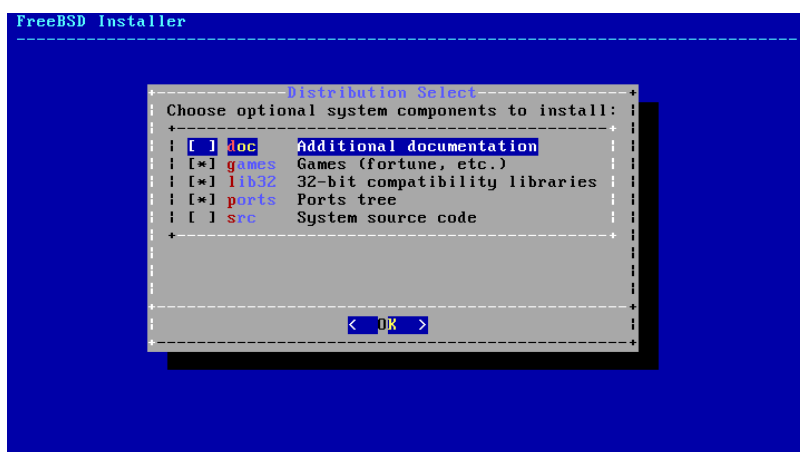 FreeBSD Installer
Distribution Select
Choose optional system components to install:
[ ] doc Additional documentation
[*] games Games (fortune, etc.)
[*] lib32 32-bit compatibility libraries
[*] ports Ports tree
[ ] src System source code
< OK >